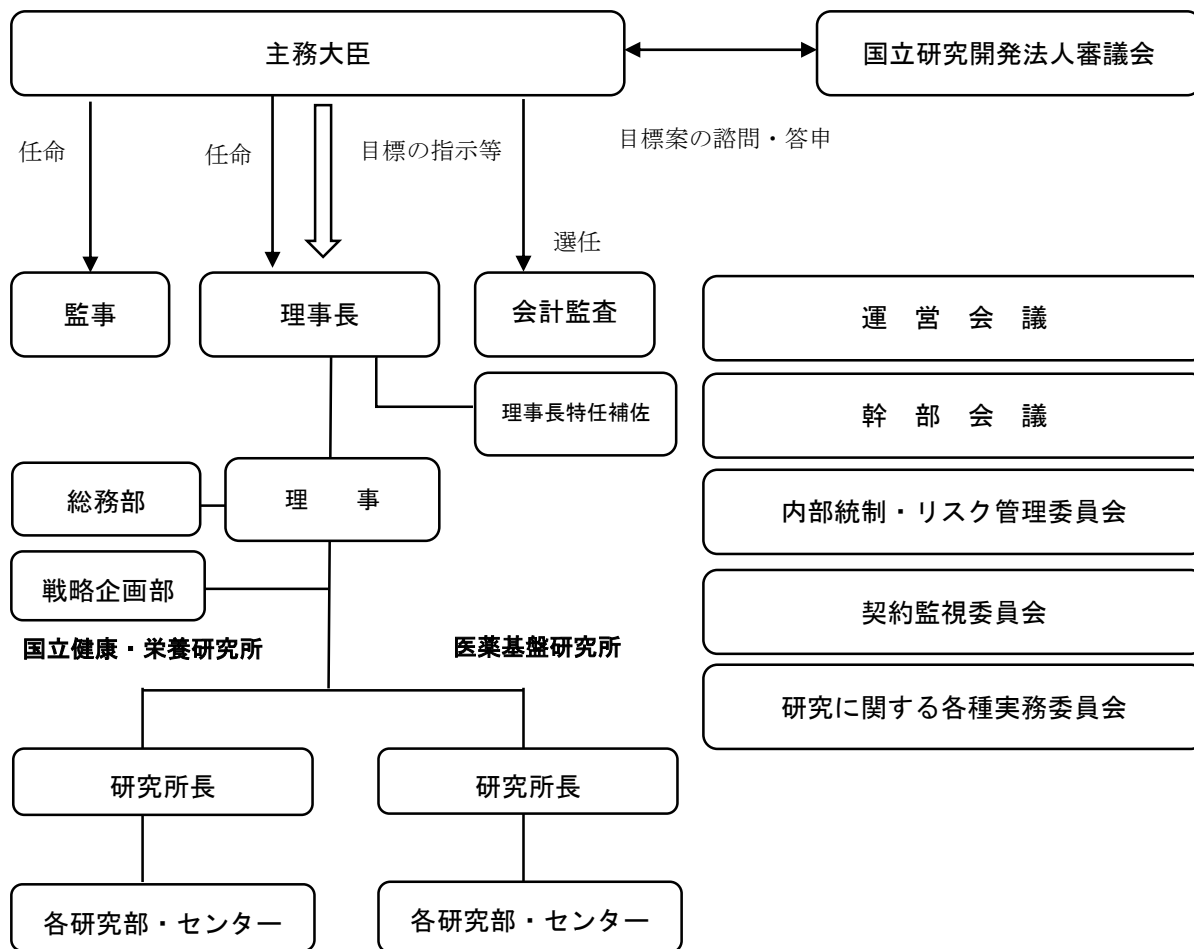 主務大臣
国立研究開発法人審議会
任命
任命
目標の指示等
目標案の諮問・答申
選任
監事
理事長
会計監査
運　営　会　議
理事長特任補佐
幹　部　会　議
総務部
理　　事
内部統制・リスク管理委員会
戦略企画部
契約監視委員会
国立健康・栄養研究所
医薬基盤研究所
研究に関する各種実務委員会
研究所長
研究所長
各研究部・センター
各研究部・センター